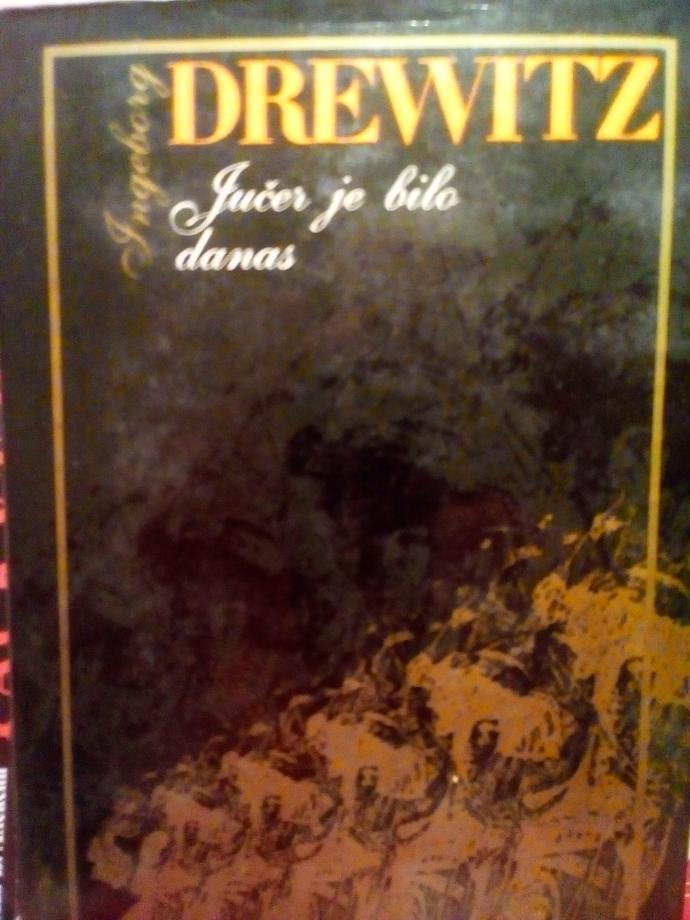 Ingeborg
DREWITZ
Jučer je bilo
danas